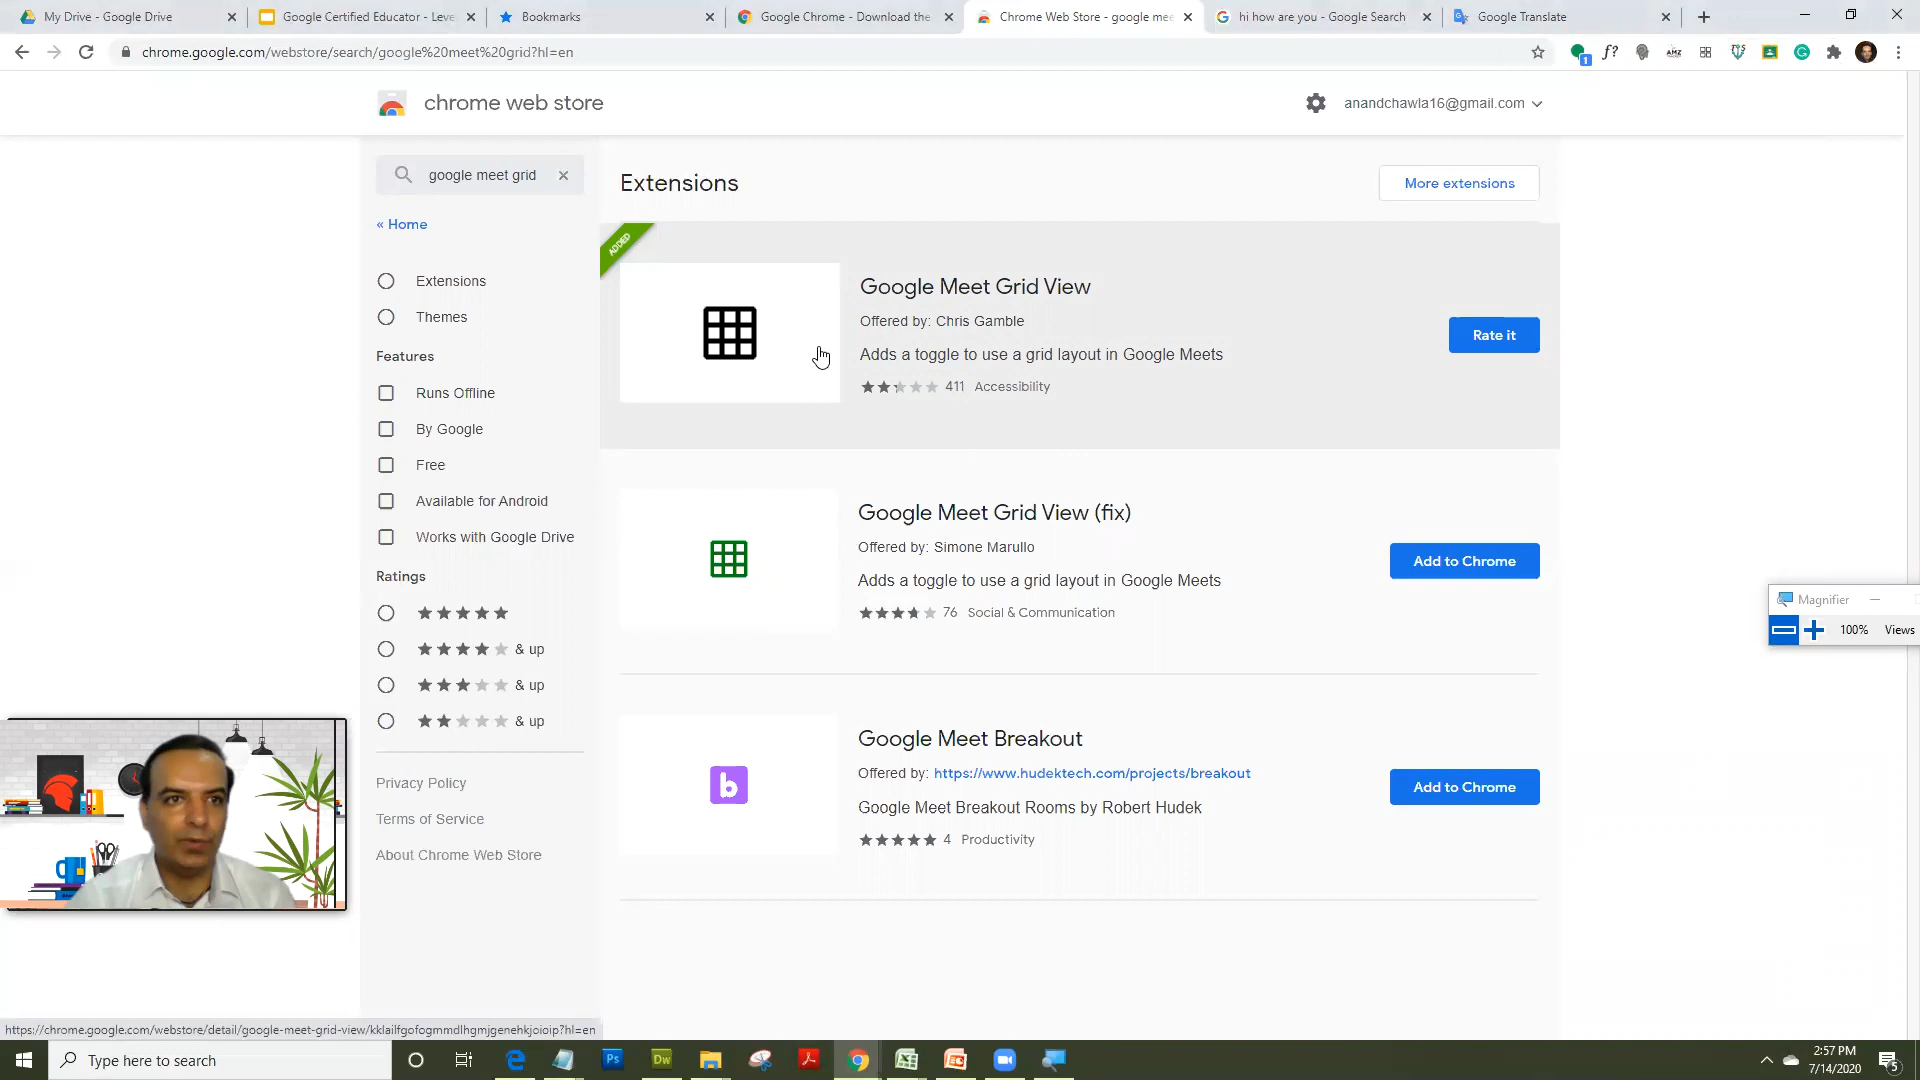 My Drive - Google Drive
Google Certified Educator - Leve
Bookmarks
Google Chrome - Download the
Chrome Web Store - google mee
hi how are you - Google Search
Google Translate
chrome.google.com/webstore/search/google%20meet%20grid?hl=en
1
f?
AMZ
chrome web store
anandchawla16@gmail.com
google meet grid
« Home
Extensions
Themes
Features
Runs Offline
By Google
Free
Available for Android
Works with Google Drive
Ratings
& up
& up
& up
Privacy Policy
Terms of Service
About Chrome Web Store
Extensions
More extensions
ADDED
Google Meet Grid View
Offered by: Chris Gamble
Adds a toggle to use a grid layout in Google Meets
411 Accessibility
Rate it
Google Meet Grid View (fix)
Offered by: Simone Marullo
Adds a toggle to use a grid layout in Google Meets
76 Social & Communication
Add to Chrome
b
Google Meet Breakout
Offered by: https://www.hudektech.com/projects/breakout
Google Meet Breakout Rooms by Robert Hudek
4 Productivity
Add to Chrome
Magnifier
100% Views
https://chrome.google.com/webstore/detail/google-meet-grid-view/kklailfgofogmmdlhgmjgenehkjoioip?hl=en
Type here to search
Ps
Dw
2:57 PM
7/14/2020
5